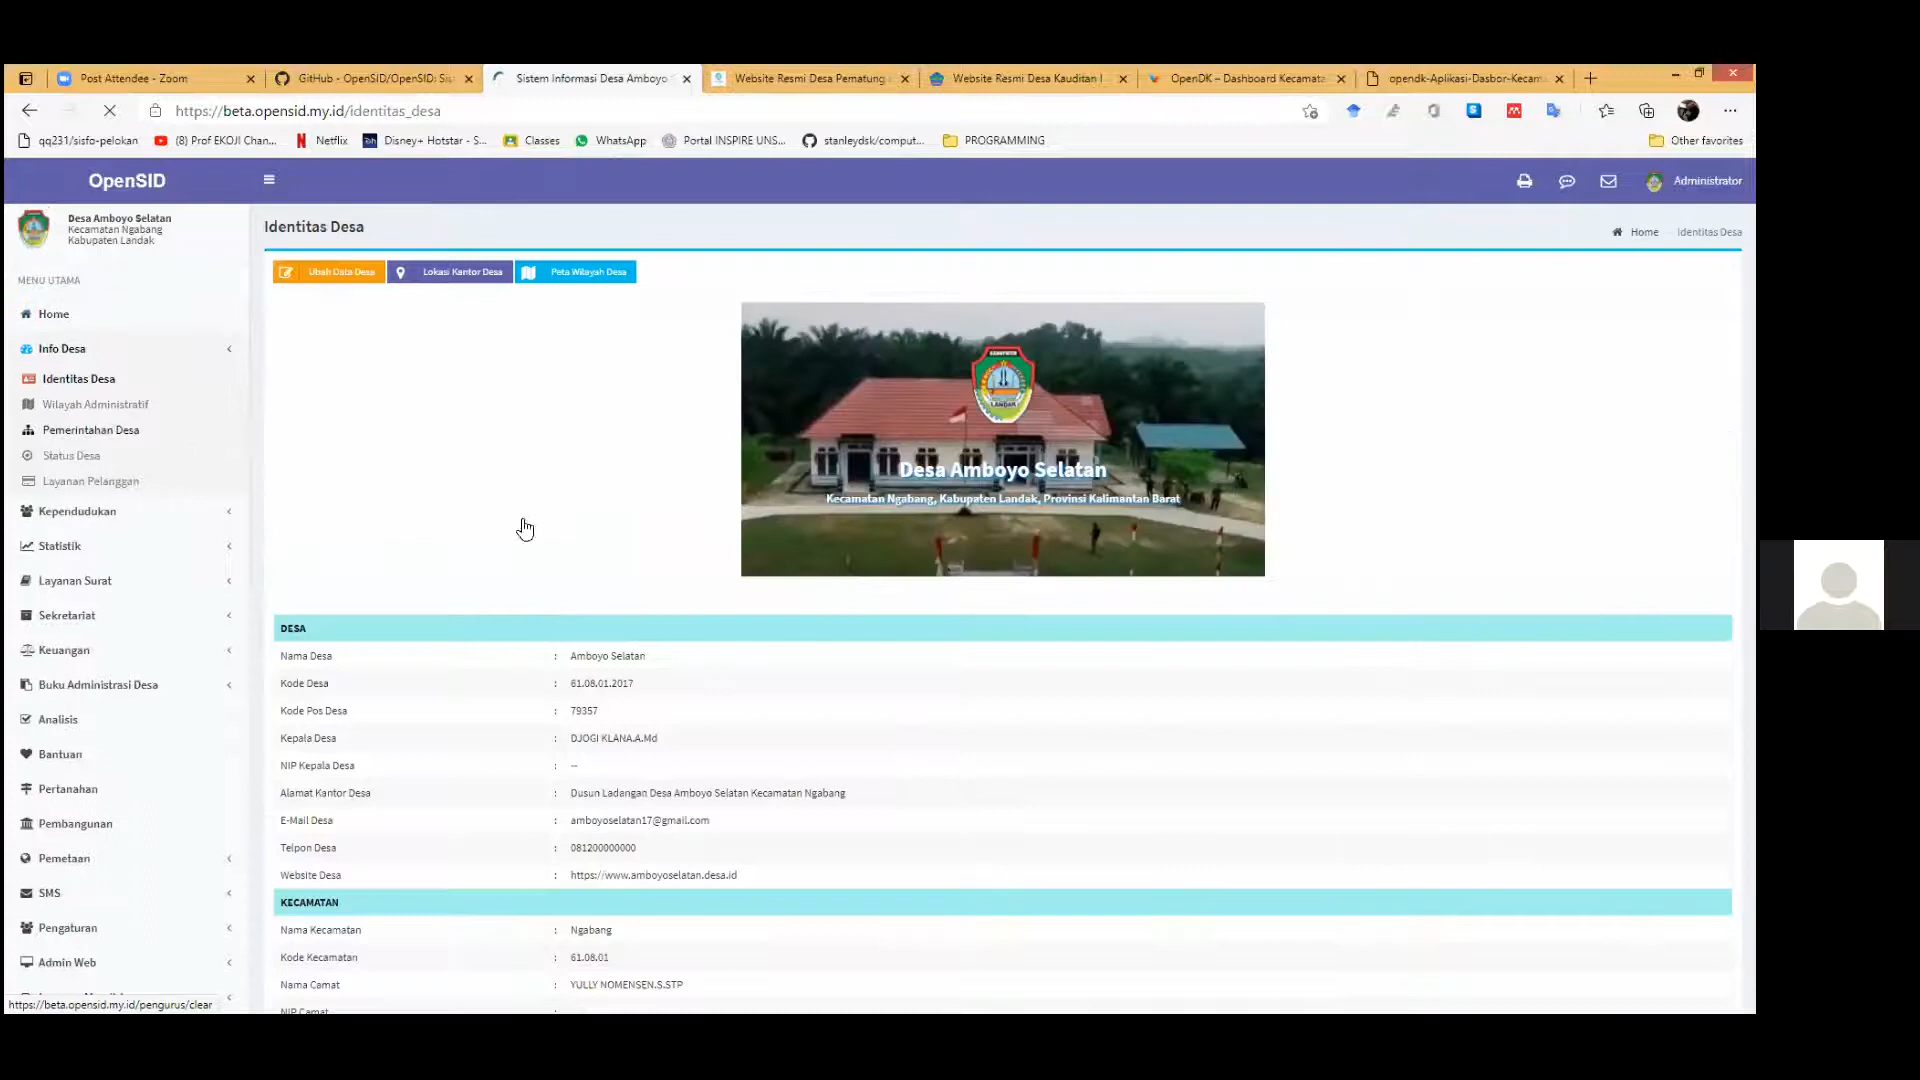 Post Attendee - Zoom
GitHub - OpenSID/OpenSID: Sis
Sistem Informasi Desa Amboyo
Website Resmi Desa Pematung
Website Resmi Desa Kauditan I
OpenDK – Dashboard Kecamata
opendk-Aplikasi-Dasbor-Kecam
https://beta.opensid.my.id/identitas_desa
qq231/sisfo-pelokan
(8) Prof EKOJI Chan...
Netflix
Disney+ Hotstar - S...
Classes
WhatsApp
Portal INSPIRE UNS...
stanleydsk/comput...
PROGRAMMING
Other favorites
OpenSID
Administrator
Desa Amboyo Selatan
Kecamatan Ngabang
Kabupaten Landak
MENU UTAMA
Home
Info Desa
Identitas Desa
Wilayah Administratif
Pemerintahan Desa
Status Desa
Layanan Pelanggan
Kependudukan
Statistik
Layanan Surat
Sekretariat
Keuangan
Buku Administrasi Desa
Analisis
Bantuan
Pertanahan
Pembangunan
Pemetaan
SMS
Pengaturan
Admin Web
https://beta.opensid.my.id/pengurus/clear
Identitas Desa
Home
Identitas Desa
Ubah Data Desa
Lokasi Kantor Desa
Peta Wilayah Desa
LANDAK
Desa Amboyo Selatan
Kecamatan Ngabang, Kabupaten Landak, Provinsi Kalimantan Barat
DESA
Nama Desa : Amboyo Selatan
Kode Desa : 61.08.01.2017
Kode Pos Desa : 79357
Kepala Desa : DJOGI KLANA.A.Md
NIP Kepala Desa : --
Alamat Kantor Desa : Dusun Ladangan Desa Amboyo Selatan Kecamatan Ngabang
E-Mail Desa : amboyoselatan17@gmail.com
Telpon Desa : 081200000000
Website Desa : https://www.amboyoselatan.desa.id
KECAMATAN
Nama Kecamatan : Ngabang
Kode Kecamatan : 61.08.01
Nama Camat : YULLY NOMENSEN.S.STP
NIP Camat :